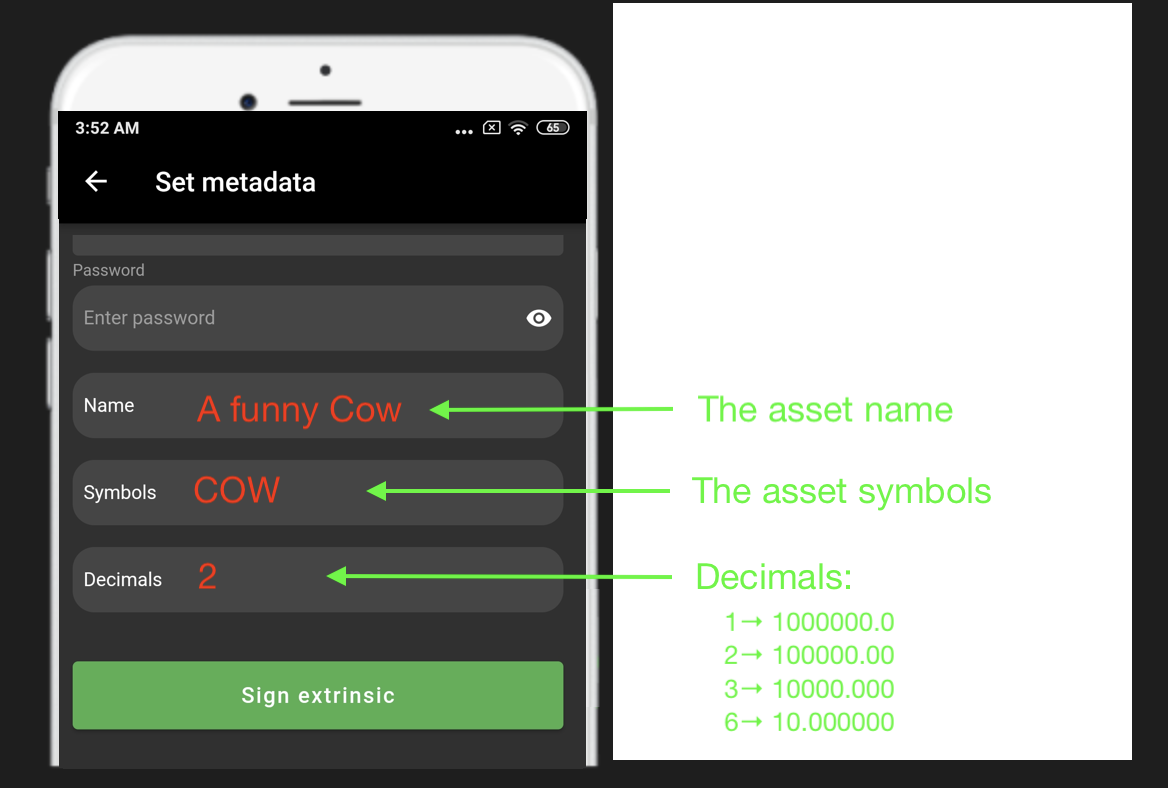 3:52 AM 65
Set metadata
Password
Enter password
Name A funny Cow The asset name
Symbols COW The asset symbols
Decimals 2 Decimals:
1→ 1000000.0
2→ 100000.00
3→ 10000.000
6→ 10.000000
Sign extrinsic